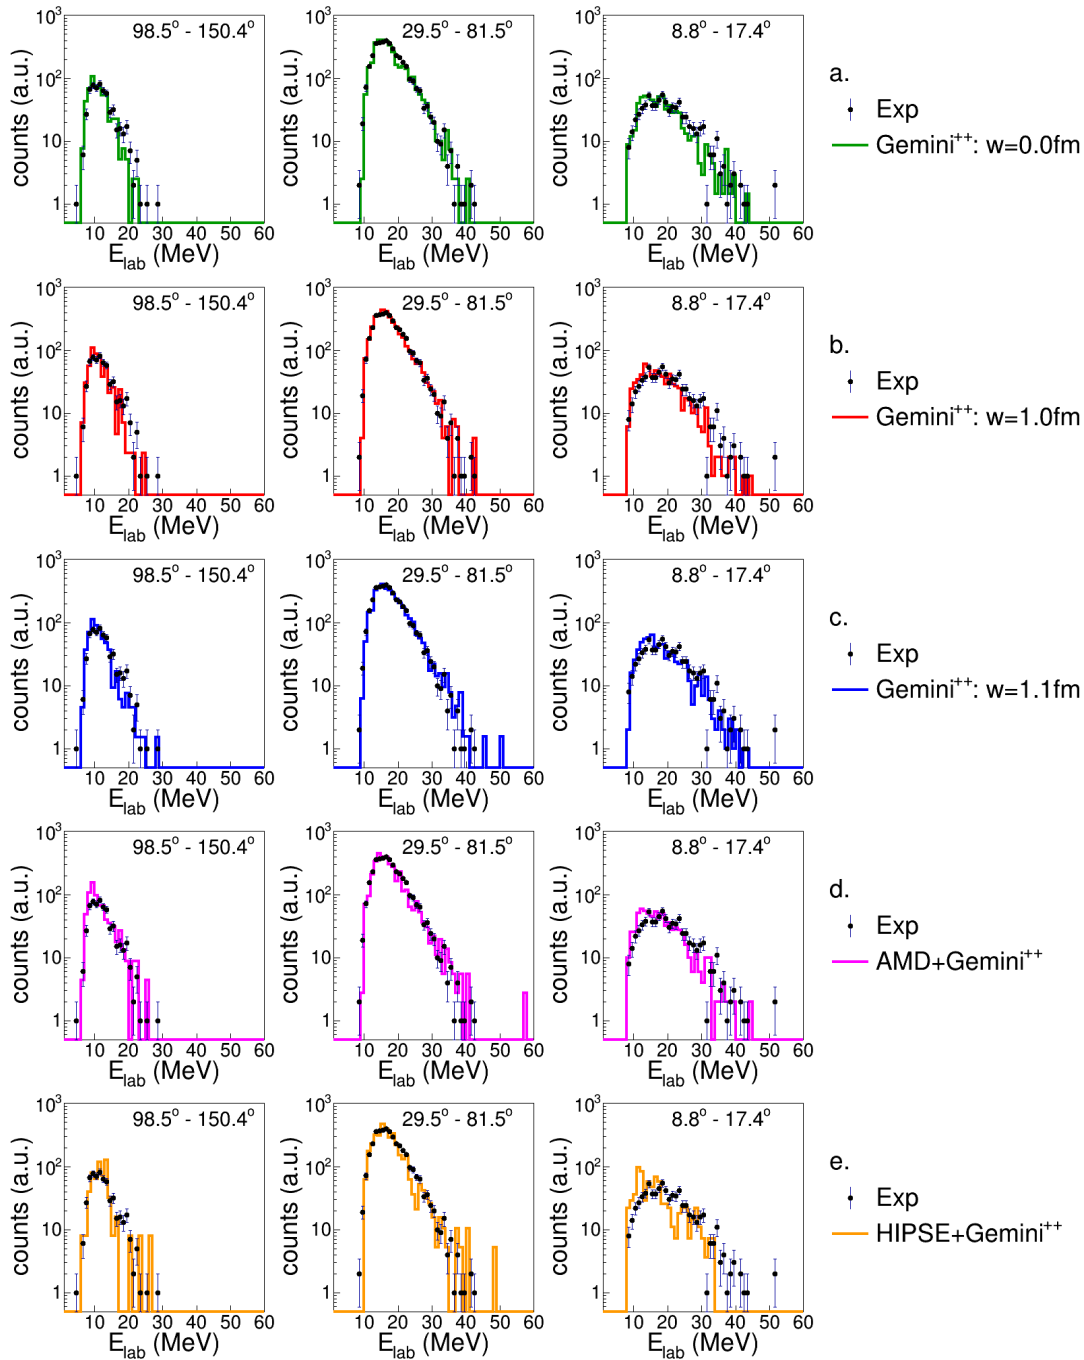 98.5° - 150.4°
29.5° - 81.5°
8.8° - 17.4°
a.
Exp
Gemini⁺⁺: w=0.0fm
counts (a.u.)
counts (a.u.)
counts (a.u.)
10³
10²
10
1
10³
10²
10
1
10³
10²
10
1
10 20 30 40 50 60
10 20 30 40 50 60
10 20 30 40 50 60
E_lab (MeV)
E_lab (MeV)
E_lab (MeV)
98.5° - 150.4°
29.5° - 81.5°
8.8° - 17.4°
b.
Exp
Gemini⁺⁺: w=1.0fm
counts (a.u.)
counts (a.u.)
counts (a.u.)
10³
10²
10
1
10³
10²
10
1
10³
10²
10
1
10 20 30 40 50 60
10 20 30 40 50 60
10 20 30 40 50 60
E_lab (MeV)
E_lab (MeV)
E_lab (MeV)
98.5° - 150.4°
29.5° - 81.5°
8.8° - 17.4°
c.
Exp
Gemini⁺⁺: w=1.1fm
counts (a.u.)
counts (a.u.)
counts (a.u.)
10³
10²
10
1
10³
10²
10
1
10³
10²
10
1
10 20 30 40 50 60
10 20 30 40 50 60
10 20 30 40 50 60
E_lab (MeV)
E_lab (MeV)
E_lab (MeV)
98.5° - 150.4°
29.5° - 81.5°
8.8° - 17.4°
d.
Exp
AMD+Gemini⁺⁺
counts (a.u.)
counts (a.u.)
counts (a.u.)
10³
10²
10
1
10³
10²
10
1
10³
10²
10
1
10 20 30 40 50 60
10 20 30 40 50 60
10 20 30 40 50 60
E_lab (MeV)
E_lab (MeV)
E_lab (MeV)
98.5° - 150.4°
29.5° - 81.5°
8.8° - 17.4°
e.
Exp
HIPSE+Gemini⁺⁺
counts (a.u.)
counts (a.u.)
counts (a.u.)
10³
10²
10
1
10³
10²
10
1
10³
10²
10
1
10 20 30 40 50 60
10 20 30 40 50 60
10 20 30 40 50 60
E_lab (MeV)
E_lab (MeV)
E_lab (MeV)